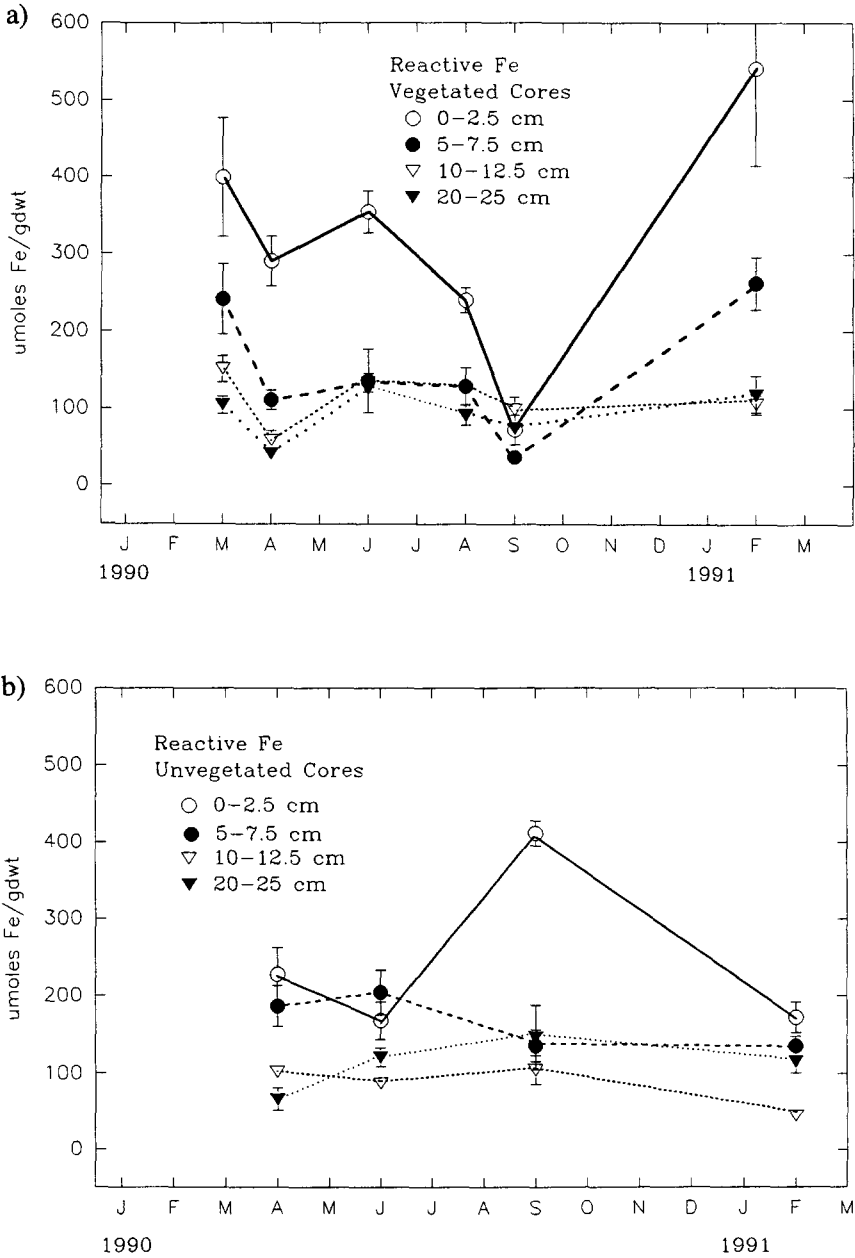 a)
600
500
400
300
200
100
0
umoles Fe/gdwt
Reactive Fe
Vegetated Cores
0-2.5 cm
5-7.5 cm
10-12.5 cm
20-25 cm
J F M A M J J A S O N D J F M
1990 1991
b)
600
500
400
300
200
100
0
umoles Fe/gdwt
Reactive Fe
Unvegetated Cores
0-2.5 cm
5-7.5 cm
10-12.5 cm
20-25 cm
J F M A M J J A S O N D J F M
1990 1991